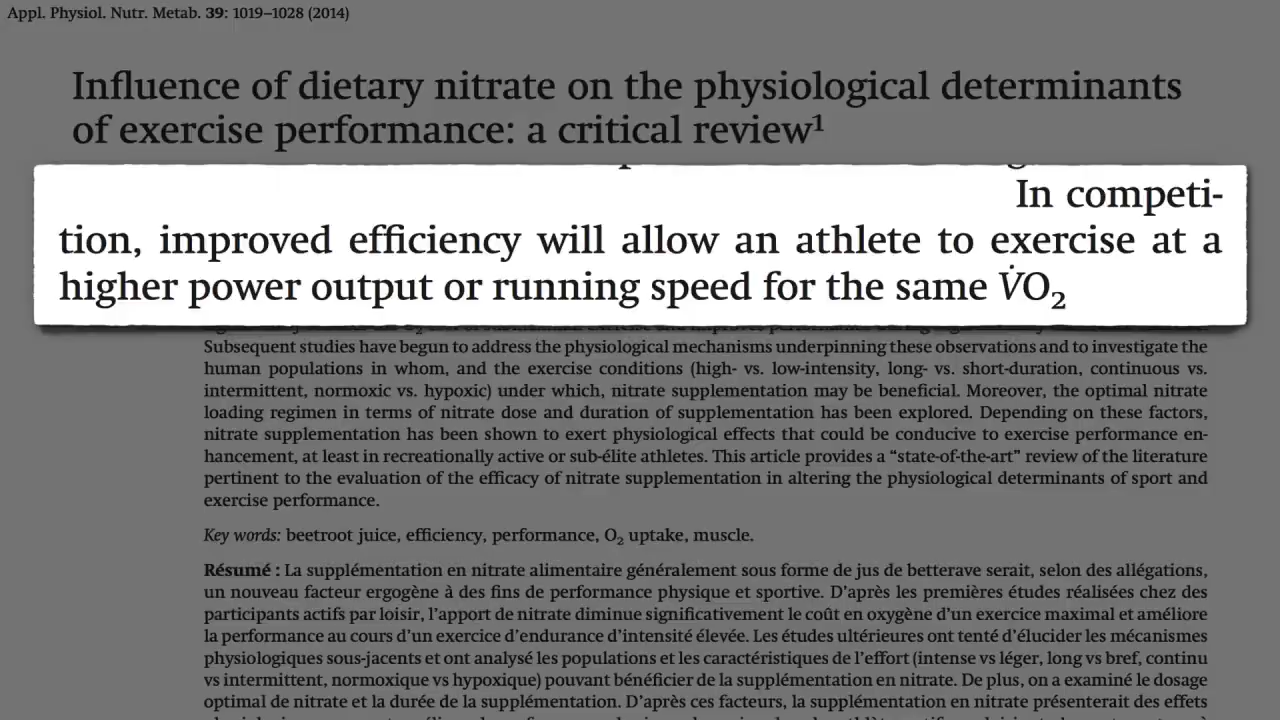 Appl. Physiol. Nutr. Metab. 39: 1019–1028 (2014)
Influence of dietary nitrate on the physiological determinants
of exercise performance: a critical review¹
In competi-
tion, improved efficiency will allow an athlete to exercise at a
higher power output or running speed for the same V̇O₂
Subsequent studies have begun to address the physiological mechanisms underpinning these observations and to investigate the
human populations in whom, and the exercise conditions (high- vs. low-intensity, long- vs. short-duration, continuous vs.
intermittent, normoxic vs. hypoxic) under which, nitrate supplementation may be beneficial. Moreover, the optimal nitrate
loading regimen in terms of nitrate dose and duration of supplementation has been explored. Depending on these factors,
nitrate supplementation has been shown to exert physiological effects that could be conducive to exercise performance en-
hancement, at least in recreationally active or sub-élite athletes. This article provides a “state-of-the-art” review of the literature
pertinent to the evaluation of the efficacy of nitrate supplementation in altering the physiological determinants of sport and
exercise performance.
Key words: beetroot juice, efficiency, performance, O₂ uptake, muscle.
Résumé : La supplémentation en nitrate alimentaire généralement sous forme de jus de betterave serait, selon des allégations,
un nouveau facteur ergogène à des fins de performance physique et sportive. D’après les premières études réalisées chez des
participants actifs par loisir, l’apport de nitrate diminue significativement le coût en oxygène d’un exercice maximal et améliore
la performance au cours d’un exercice d’endurance d’intensité élevée. Les études ultérieures ont tenté d’élucider les mécanismes
physiologiques sous-jacents et ont analysé les populations et les caractéristiques de l’effort (intense vs léger, long vs bref, continu
vs intermittent, normoxique vs hypoxique) pouvant bénéficier de la supplémentation en nitrate. De plus, on a examiné le dosage
optimal de nitrate et la durée de la supplémentation. D’après ces facteurs, la supplémentation en nitrate présenterait des effets